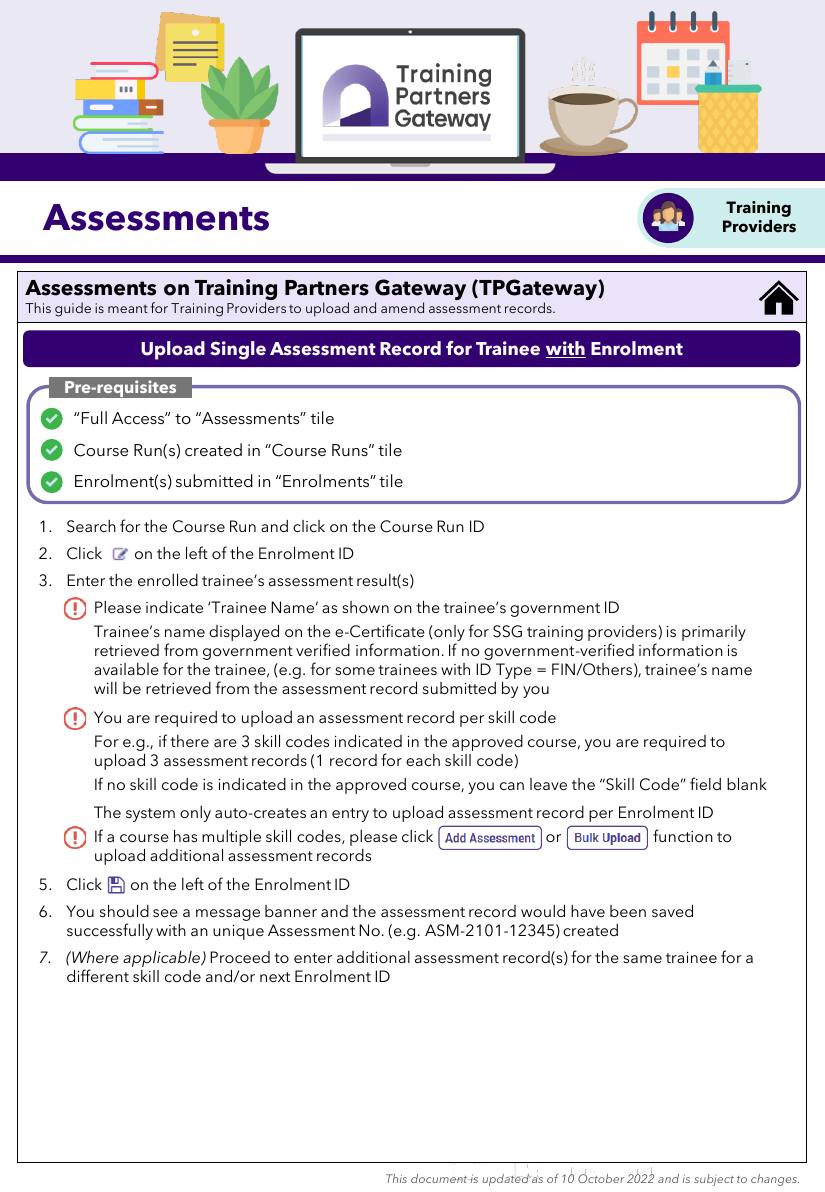 Training
Partners
Gateway
Assessments
Training
Providers
Assessments on Training Partners Gateway (TPGateway)
This guide is meant for Training Providers to upload and amend assessment records.
Upload Single Assessment Record for Trainee with Enrolment
Pre-requisites
“Full Access” to “Assessments” tile
Course Run(s) created in “Course Runs” tile
Enrolment(s) submitted in “Enrolments” tile
1. Search for the Course Run and click on the Course Run ID
2. Click on the left of the Enrolment ID
3. Enter the enrolled trainee’s assessment result(s)
Please indicate ‘Trainee Name’ as shown on the trainee’s government ID
Trainee’s name displayed on the e-Certificate (only for SSG training providers) is primarily
retrieved from government verified information. If no government-verified information is
available for the trainee, (e.g. for some trainees with ID Type = FIN/Others), trainee’s name
will be retrieved from the assessment record submitted by you
You are required to upload an assessment record per skill code
For e.g., if there are 3 skill codes indicated in the approved course, you are required to
upload 3 assessment records (1 record for each skill code)
If no skill code is indicated in the approved course, you can leave the “Skill Code” field blank
The system only auto-creates an entry to upload assessment record per Enrolment ID
If a course has multiple skill codes, please click Add Assessment or Bulk Upload function to
upload additional assessment records
5. Click on the left of the Enrolment ID
6. You should see a message banner and the assessment record would have been saved
successfully with an unique Assessment No. (e.g. ASM-2101-12345) created
7. (Where applicable) Proceed to enter additional assessment record(s) for the same trainee for a
different skill code and/or next Enrolment ID
This document is updated as of 10 October 2022 and is subject to changes.